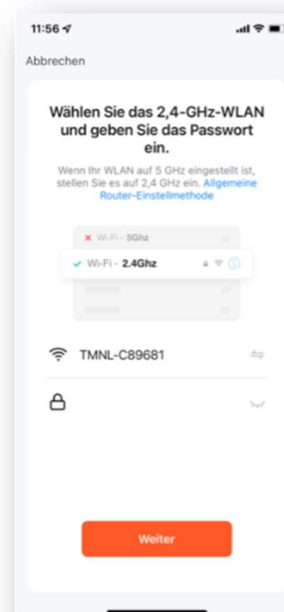 11:56
Abbrechen
Wählen Sie das 2,4-GHz-WLAN
und geben Sie das Passwort
ein.
Wenn Ihr WLAN auf 5 GHz eingestellt ist,
stellen Sie es auf 2,4 GHz ein. Allgemeine
Router-Einstellmethode
Wi-Fi - 5Ghz
Wi-Fi - 2.4Ghz
TMNL-C89681
Weiter